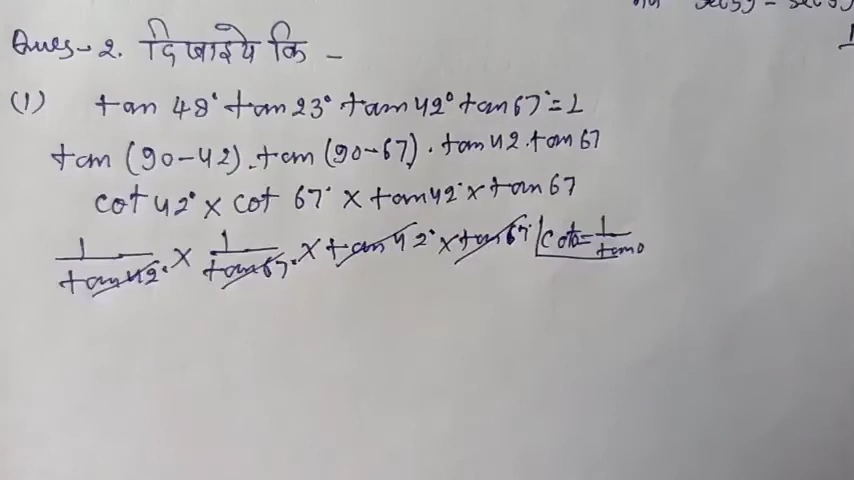 Ques-2. दिखाइये कि -
(1) tan 48° tan 23° tan 42° tan 67° = 1
tan (90-42). tan (90-67). tan 42. tan 67
cot 42° × cot 67° × tan 42° × tan 67
1/tan 42° × 1/tan 67° × tan 42° × tan 67° | cotθ = 1/tanθ